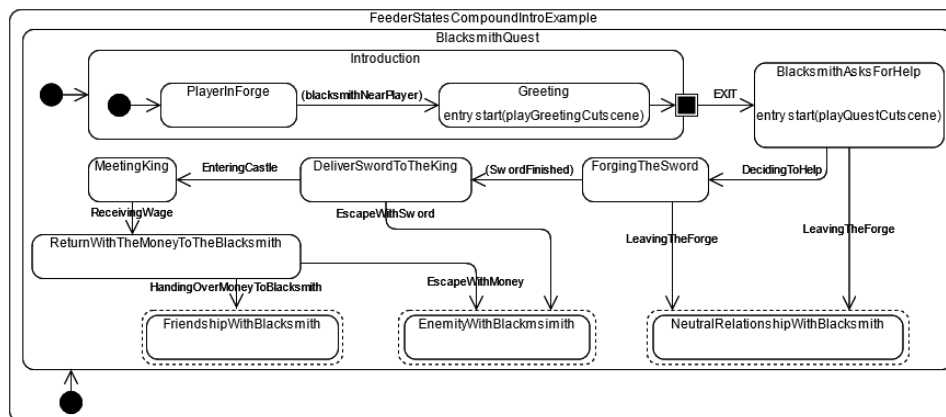 FeederStatesCompoundIntroExample
BlacksmithQuest
Introduction
PlayerInForge
(blacksmithNearPlayer)
Greeting
entry start(playGreetingCutscene)
EXIT
BlacksmithAsksForHelp
entry start(playQuestCutscene)
MeetingKing
EnteringCastle
DeliverSwordToTheKing
(SwordFinished)
ForgingTheSword
DecidingToHelp
ReceivingWage
EscapeWithSword
LeavingTheForge
LeavingTheForge
ReturnWithTheMoneyToTheBlacksmith
HandingOverMoneyToBlacksmith
EscapeWithMoney
FriendshipWithBlacksmith
EnemityWithBlackmsimith
NeutralRelationshipWithBlacksmith